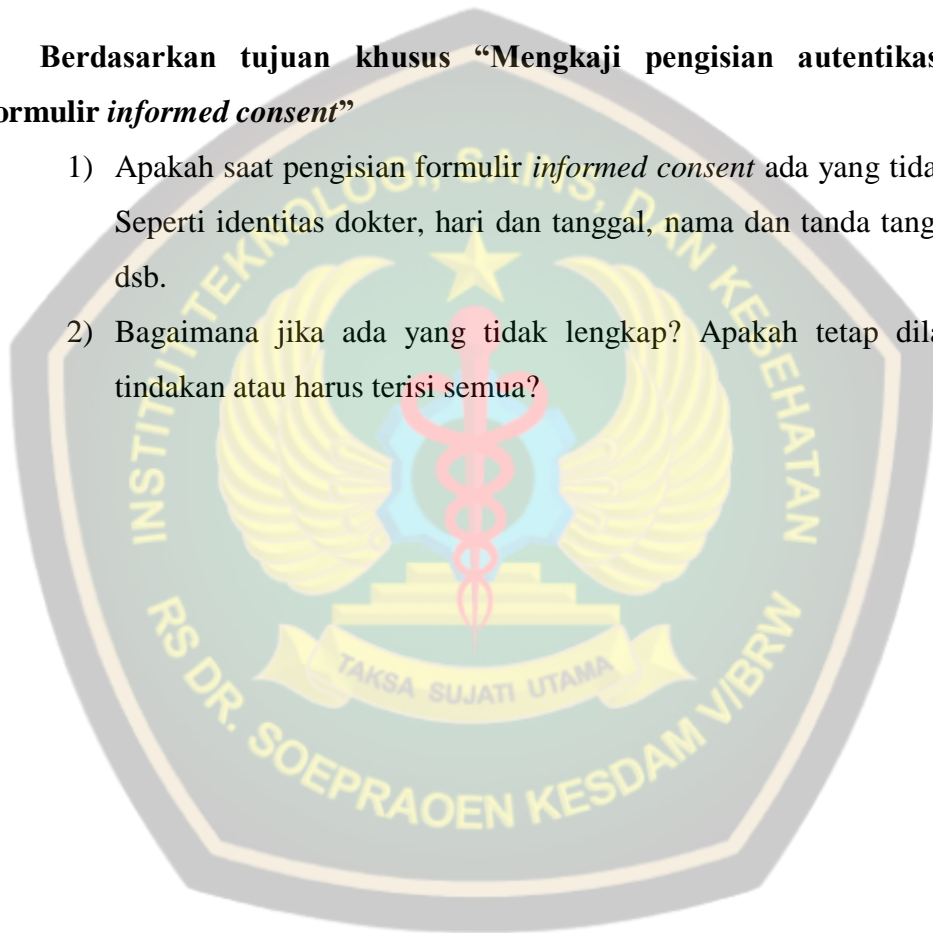 Berdasarkan tujuan khusus “Mengkaji pengisian autentikas
ormulir informed consent”
1) Apakah saat pengisian formulir informed consent ada yang tida
Seperti identitas dokter, hari dan tanggal, nama dan tanda tang
dsb.
2) Bagaimana jika ada yang tidak lengkap? Apakah tetap dila
tindakan atau harus terisi semua?
INSTITUT TEKNOLOGI, SAINS, DAN KESEHATAN
TAKSA SUJATI UTAMA
RS DR. SOEPRAOEN KESDAM V/BRW